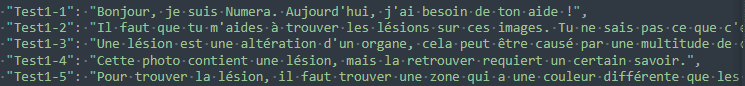 "Test1-1": "Bonjour, je suis Numera. Aujourd'hui, j'ai besoin de ton aide !",
"Test1-2": "Il faut que tu m'aides à trouver les lésions sur ces images. Tu ne sais pas ce que
"Test1-3": "Une lésion est une altération d'un organe, cela peut être causé par une multitude de
"Test1-4": "Cette photo contient une lésion, mais la retrouver requiert un certain savoir.",
"Test1-5": "Pour trouver la lésion, il faut trouver une zone qui a une couleur différente que les